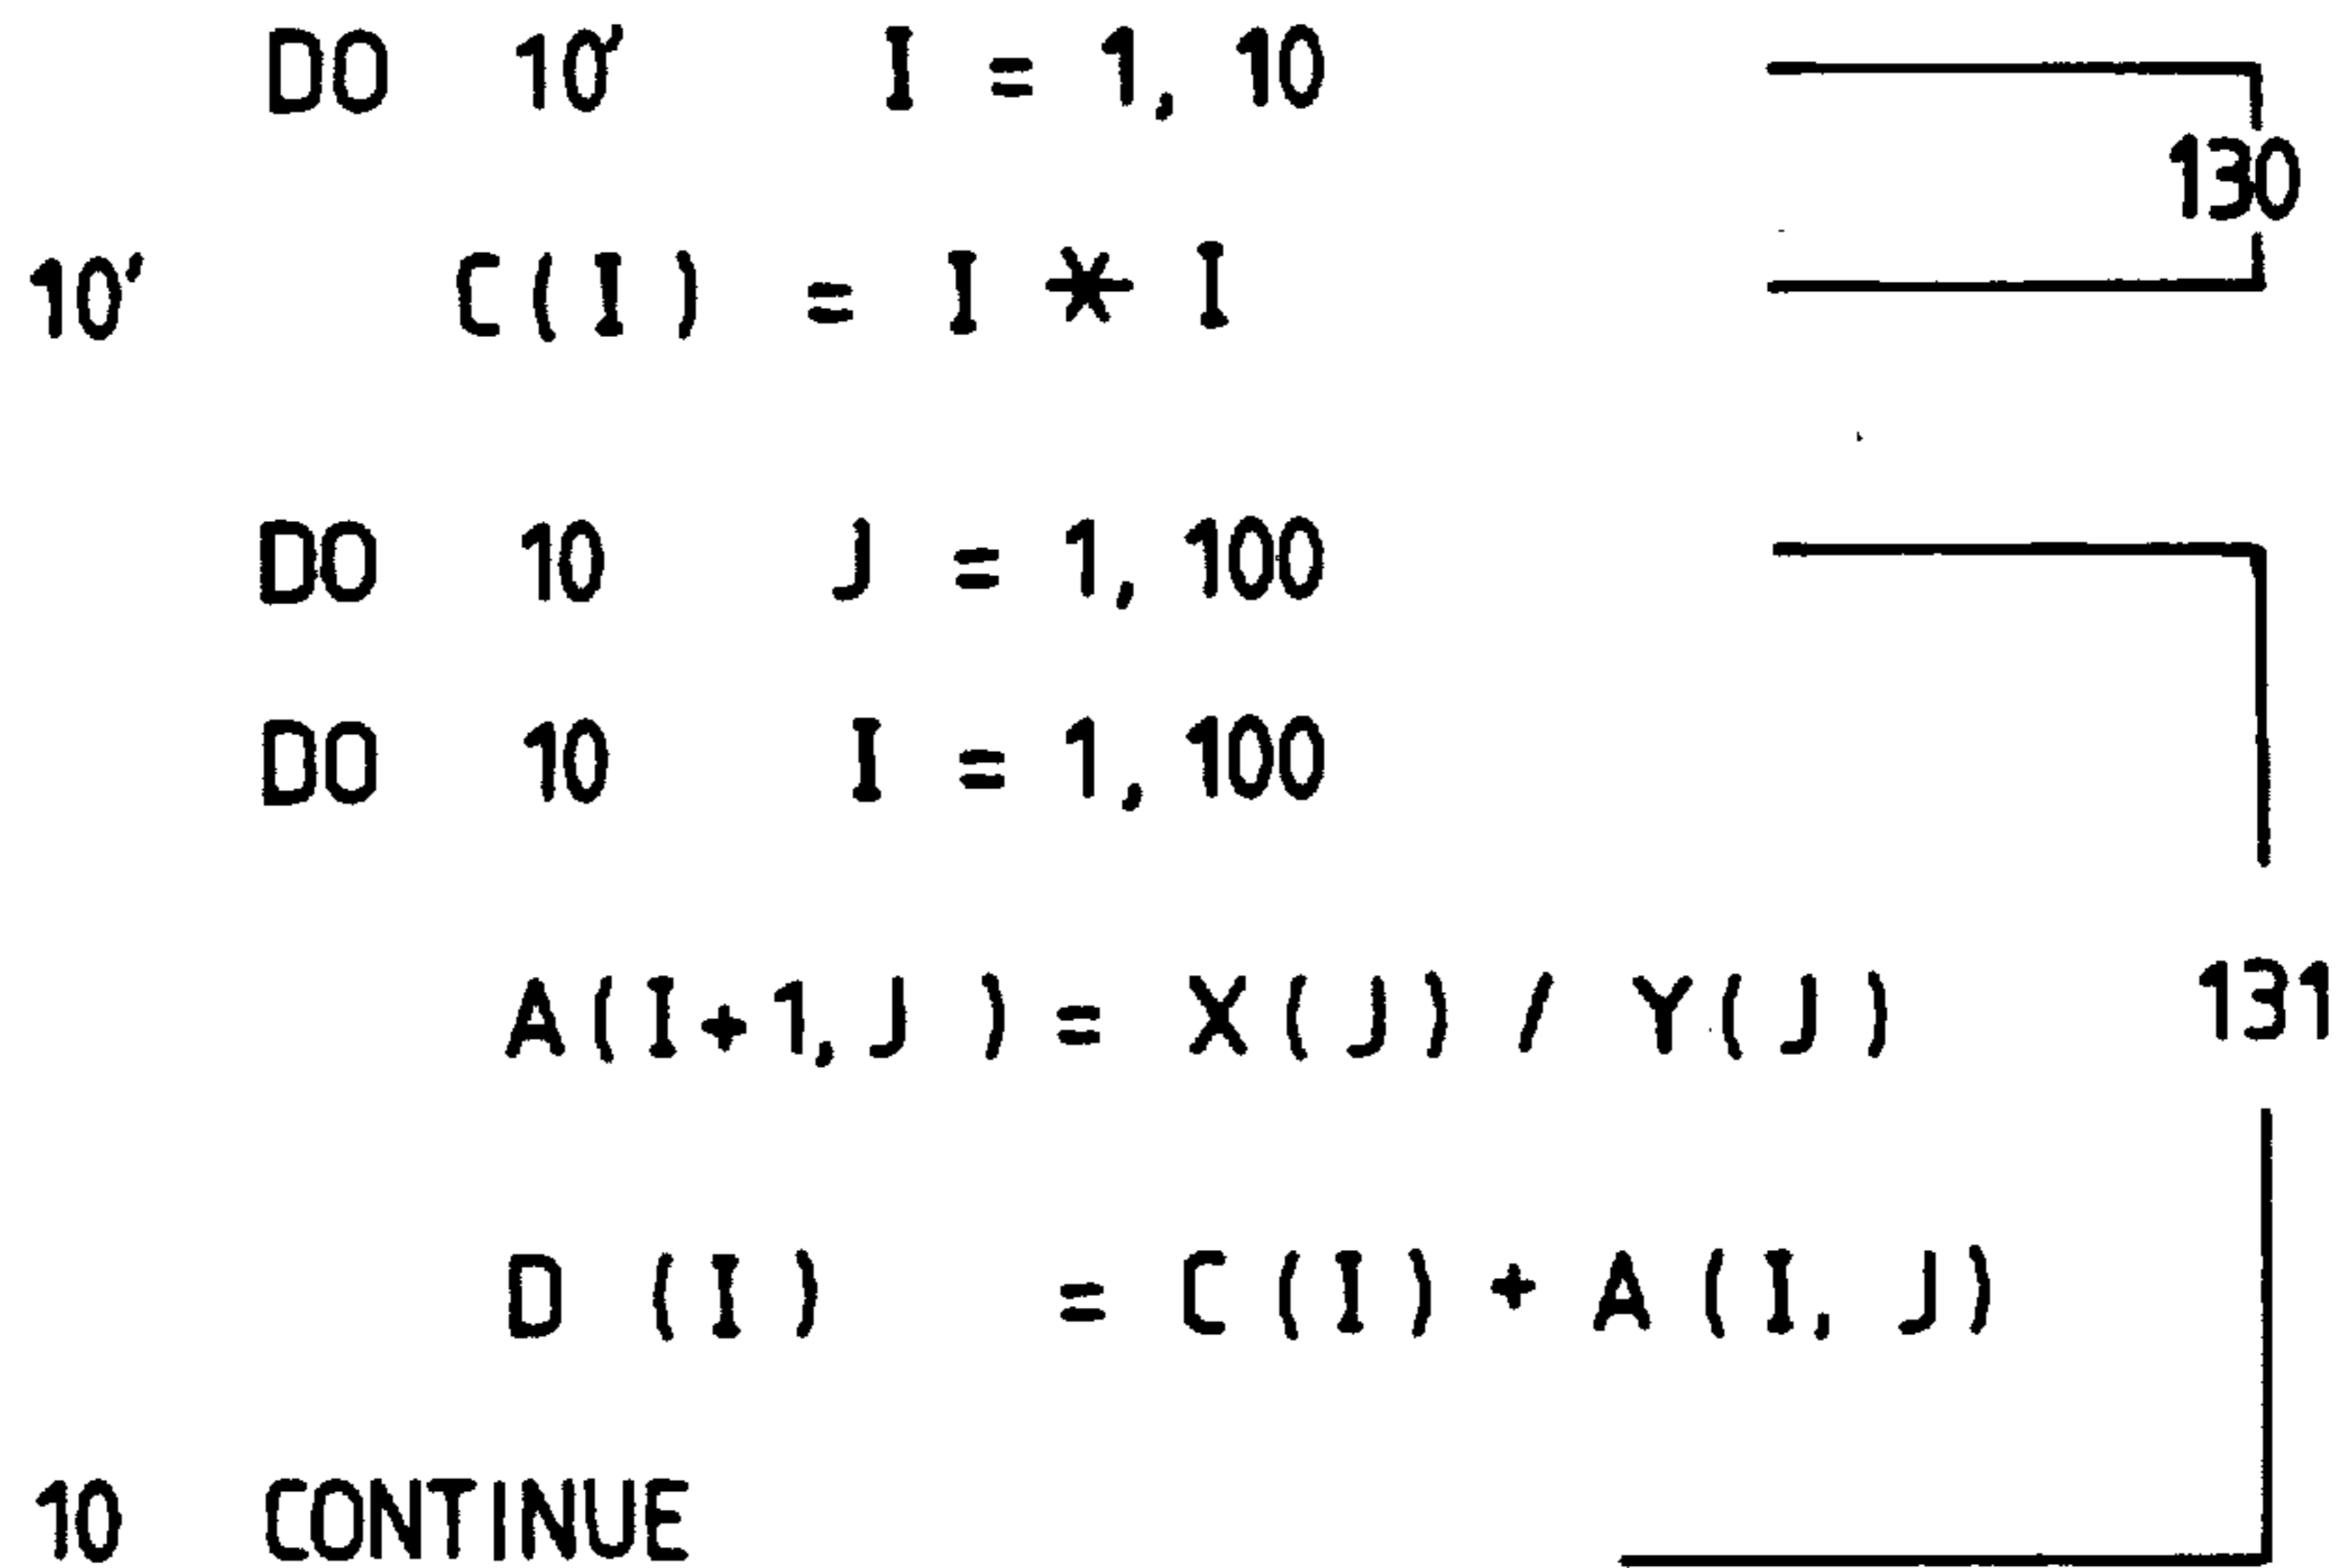 DO 10′ I = 1, 10
130
10′ C(I) = I * I
DO 10 J = 1, 100
DO 10 I = 1, 100
A(I+1, J) = X(J) / Y(J)
131
D(I) = C(I) + A(I, J)
10 CONTINUE